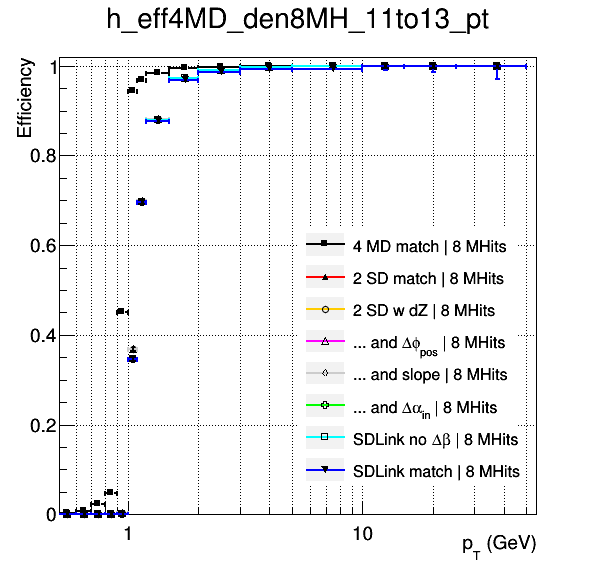 h_eff4MD_den8MH_11to13_pt
Efficiency
1
0.8
0.6
0.4
0.2
0
4 MD match | 8 MHits
2 SD match | 8 MHits
2 SD w dZ | 8 MHits
... and Δϕpos | 8 MHits
... and slope | 8 MHits
... and Δαin | 8 MHits
SDLink no Δβ | 8 MHits
SDLink match | 8 MHits
1
10
pT (GeV)